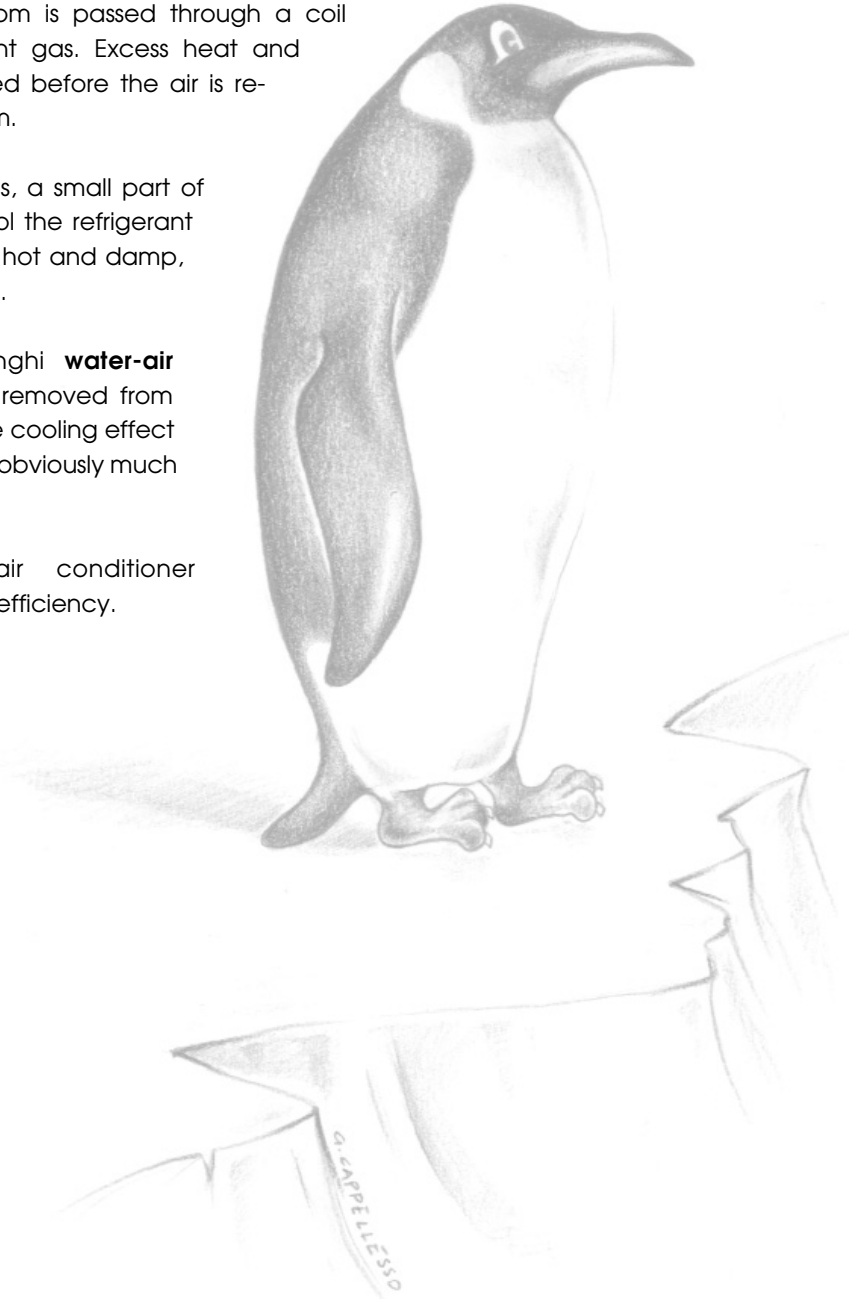 om is passed through a coil
nt gas. Excess heat and
ed before the air is re-
n.
s, a small part of
ol the refrigerant
hot and damp,
.
nghi water-air
removed from
e cooling effect
obviously much
air conditioner
efficiency.
G. CAPPELLESSO